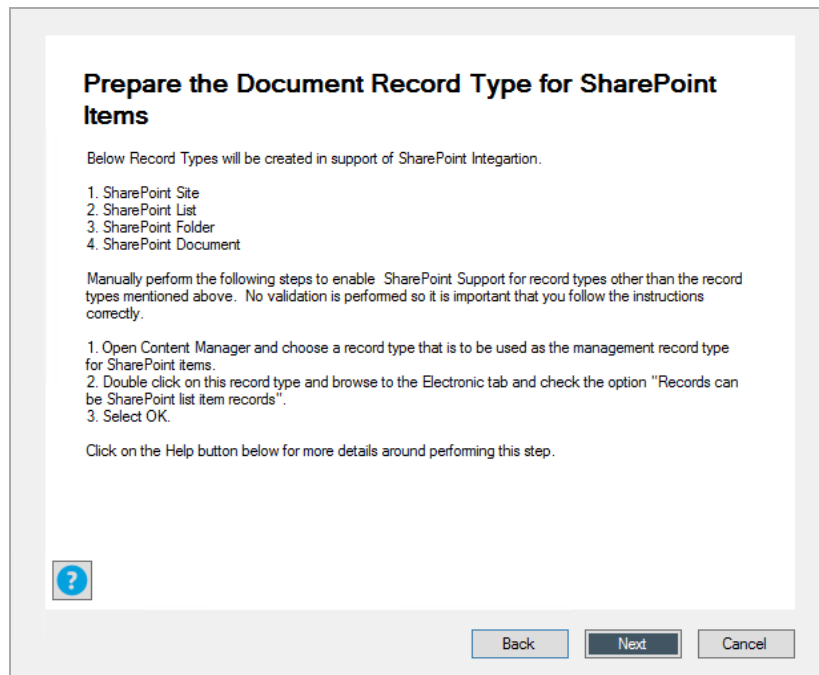 Prepare the Document Record Type for SharePoint
Items
Below Record Types will be created in support of SharePoint Integartion.
1. SharePoint Site
2. SharePoint List
3. SharePoint Folder
4. SharePoint Document
Manually perform the following steps to enable  SharePoint Support for record types other than the record
types mentioned above.  No validation is performed so it is important that you follow the instructions
correctly.
1. Open Content Manager and choose a record type that is to be used as the management record type
for SharePoint items.
2. Double click on this record type and browse to the Electronic tab and check the option "Records can
be SharePoint list item records".
3. Select OK.
Click on the Help button below for more details around performing this step.
?
Back
Next
Cancel